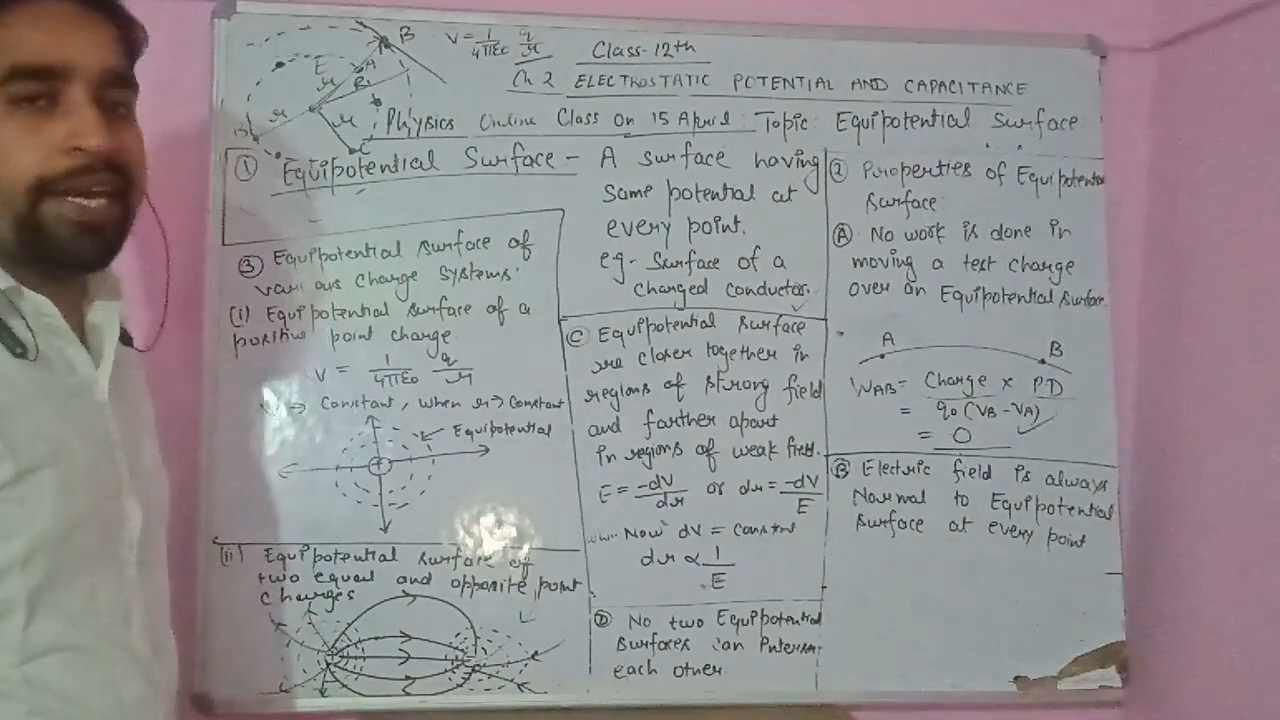 V = 1/4πε₀ q/r
Class-12th
Ch 2 ELECTROSTATIC POTENTIAL AND CAPACITANCE
Physics Online Class on 15 April: Topic: Equipotential Surface
① Equipotential Surface - A surface having
same potential at
every point.
eg- Surface of a
charged conductor.
② Properties of Equipotential
Surface:
Ⓐ No work is done in
moving a test charge
over an Equipotential surface.
A B
W_AB = Charge × P.D
= q₀ (V_B - V_A)
= 0
Ⓑ Electric field is always
Normal to Equipotential
Surface at every point
Ⓒ Equipotential surface
are closer together in
regions of strong field
and farther apart
in regions of weak field.
E = -dV/dr or dr = -dV/E
Now dV = constant
dr ∝ 1/E
Ⓓ No two Equipotential
Surfaces can intersect
each other
③ Equipotential surface of
various charge systems:
(i) Equipotential surface of a
positive point charge
V = 1/4πε₀ q/r
V → Constant, when r → constant
Equipotential
+
(ii) Equipotential surface of
two equal and opposite point
charges
B
E
A
r
R₁
r
r
C